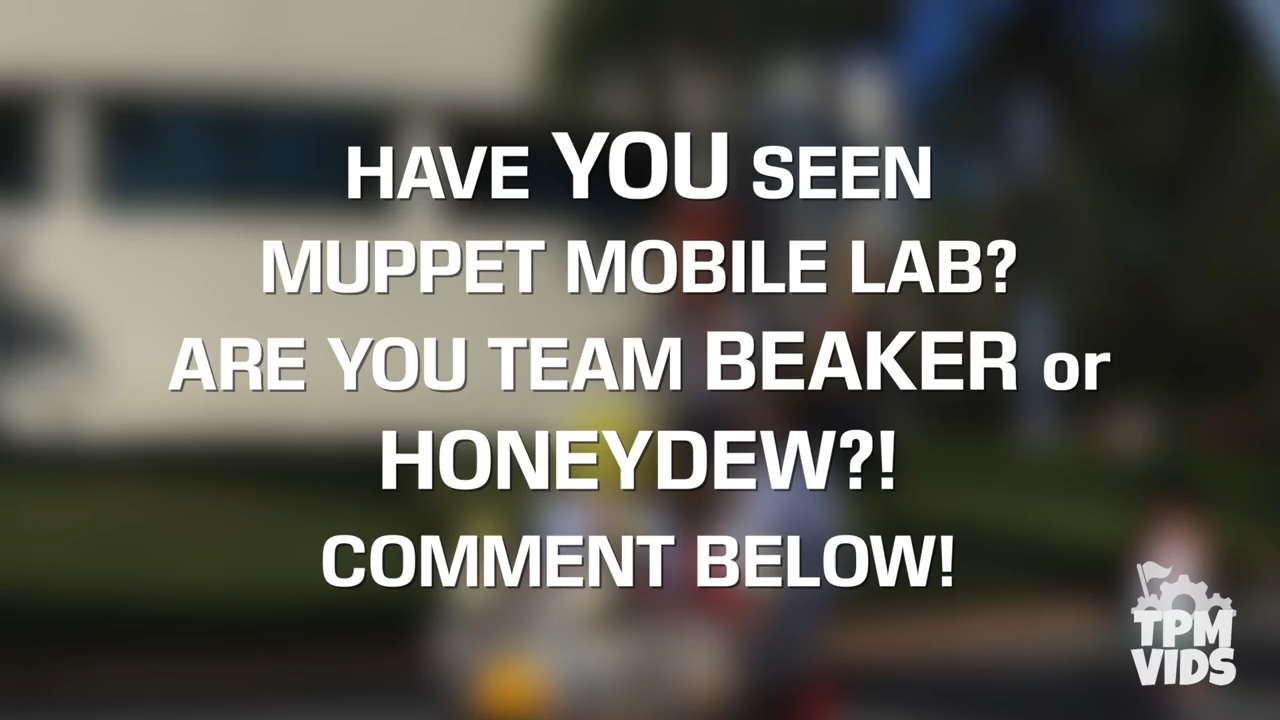 HAVE YOU SEEN
MUPPET MOBILE LAB?
ARE YOU TEAM BEAKER or
HONEYDEW?!
COMMENT BELOW!
TPM
VIDS